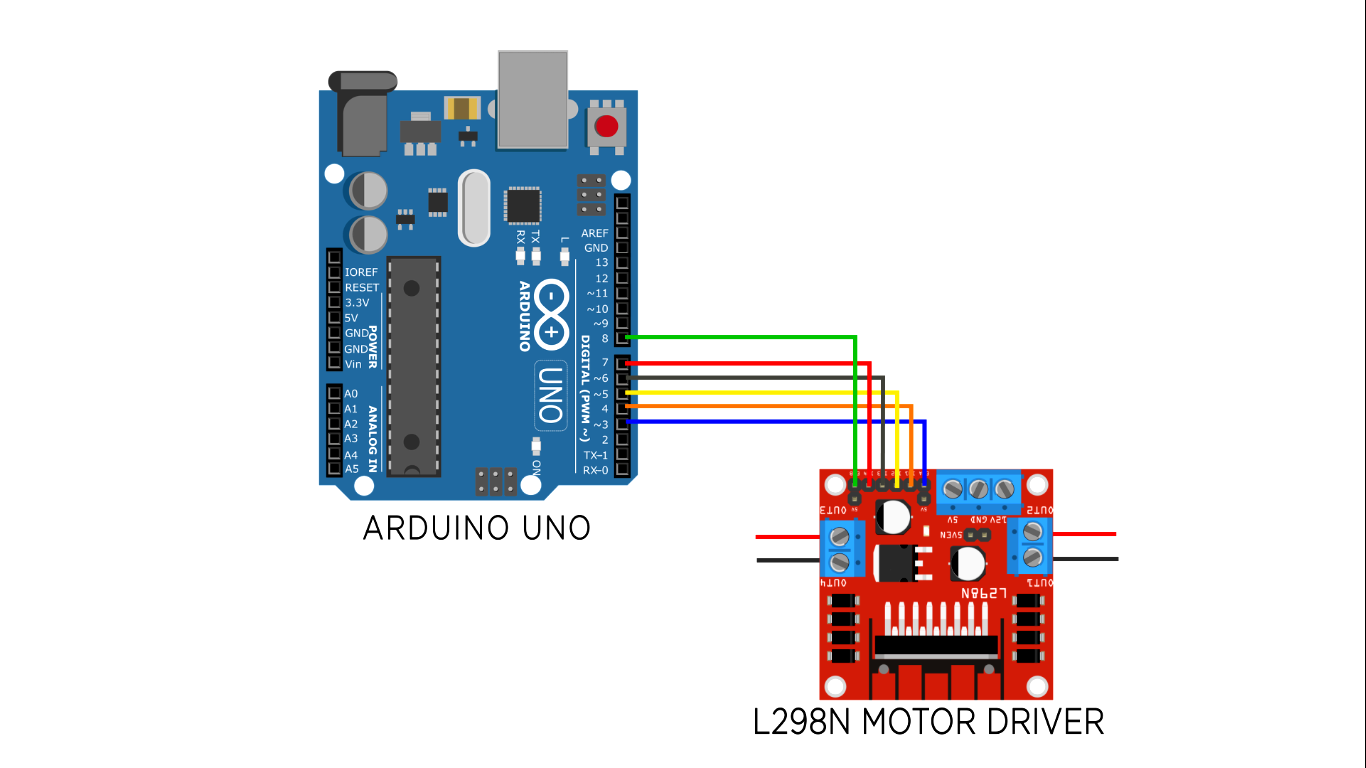 AREF
GND
RX
TX
L
13
12
~11
~10
~9
8
IOREF
RESET
3.3V
5V
GND
GND
Vin
POWER
ARDUINO
UNO
DIGITAL (PWM ~)
7
~6
~5
4
~3
2
TX-1
RX-0
A0
A1
A2
A3
A4
A5
ANALOG IN
ON
ARDUINO UNO
OUT3
5V
5V
5V
GND
12V
OUT2
5VEN
OUT4
OUT1
L298N
L298N MOTOR DRIVER